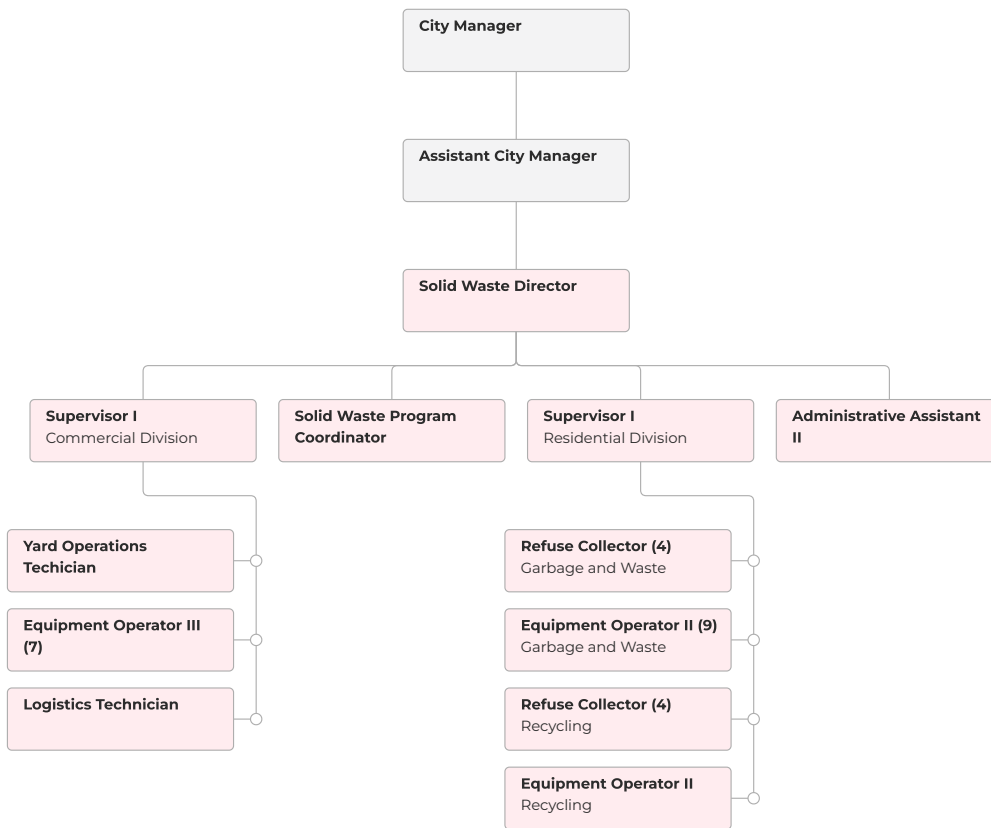 City Manager
Assistant City Manager
Solid Waste Director
Supervisor I
Commercial Division
Solid Waste Program
Coordinator
Supervisor I
Residential Division
Administrative Assistant
II
Yard Operations
Techician
Equipment Operator III
(7)
Logistics Technician
Refuse Collector (4)
Garbage and Waste
Equipment Operator II (9)
Garbage and Waste
Refuse Collector (4)
Recycling
Equipment Operator II
Recycling